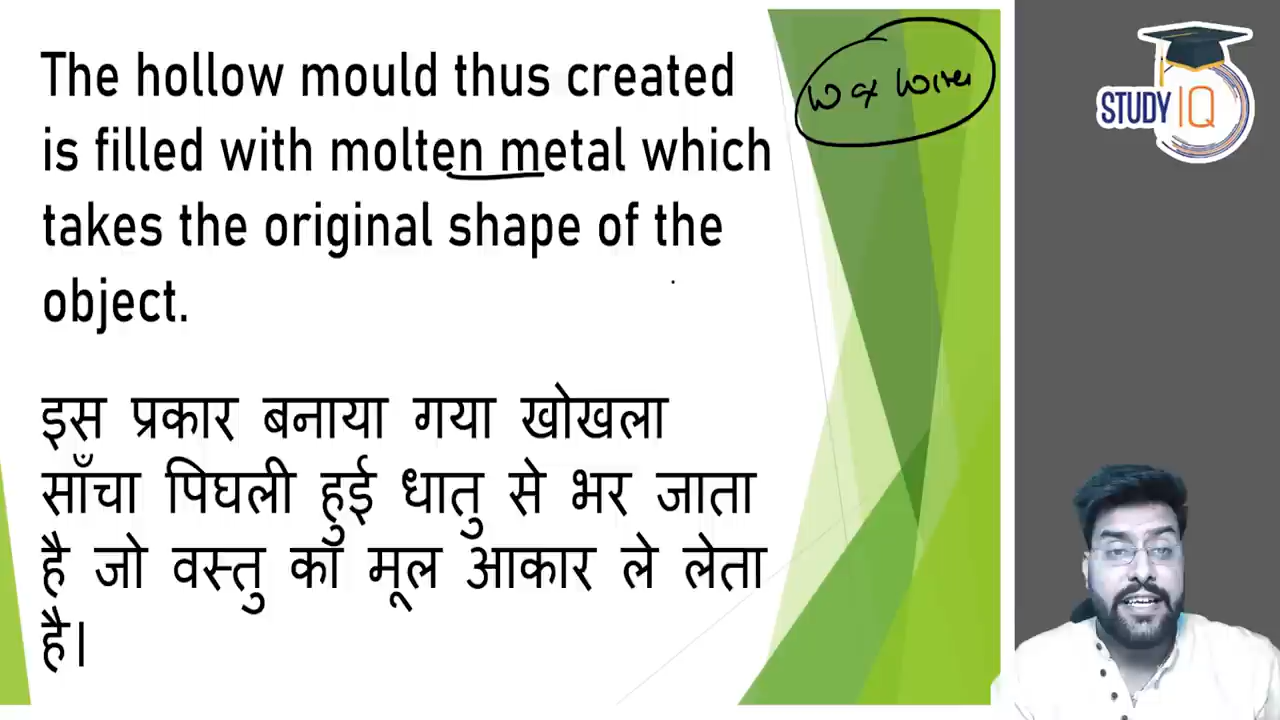 The hollow mould thus created
is filled with molten metal which
takes the original shape of the
object.
इस प्रकार बनाया गया खोखला
साँचा पिघली हुई धातु से भर जाता
है जो वस्तु का मूल आकार ले लेता
है।
wax wires
STUDY IQ